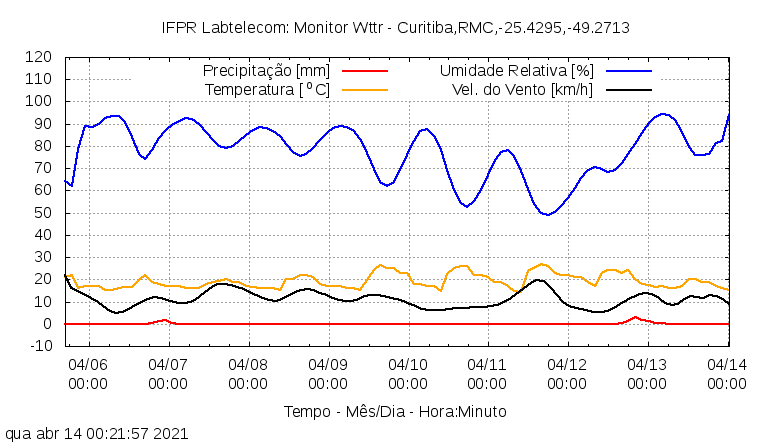 IFPR Labtelecom: Monitor Wttr - Curitiba,RMC,-25.4295,-49.2713
120
110
100
90
80
70
60
50
40
30
20
10
0
-10
Precipitação [mm]
Temperatura [ ⁰C]
Umidade Relativa [%]
Vel. do Vento [km/h]
04/06 04/07 04/08 04/09 04/10 04/11 04/12 04/13 04/14
00:00 00:00 00:00 00:00 00:00 00:00 00:00 00:00 00:00
Tempo - Mês/Dia - Hora:Minuto
qua abr 14 00:21:57 2021